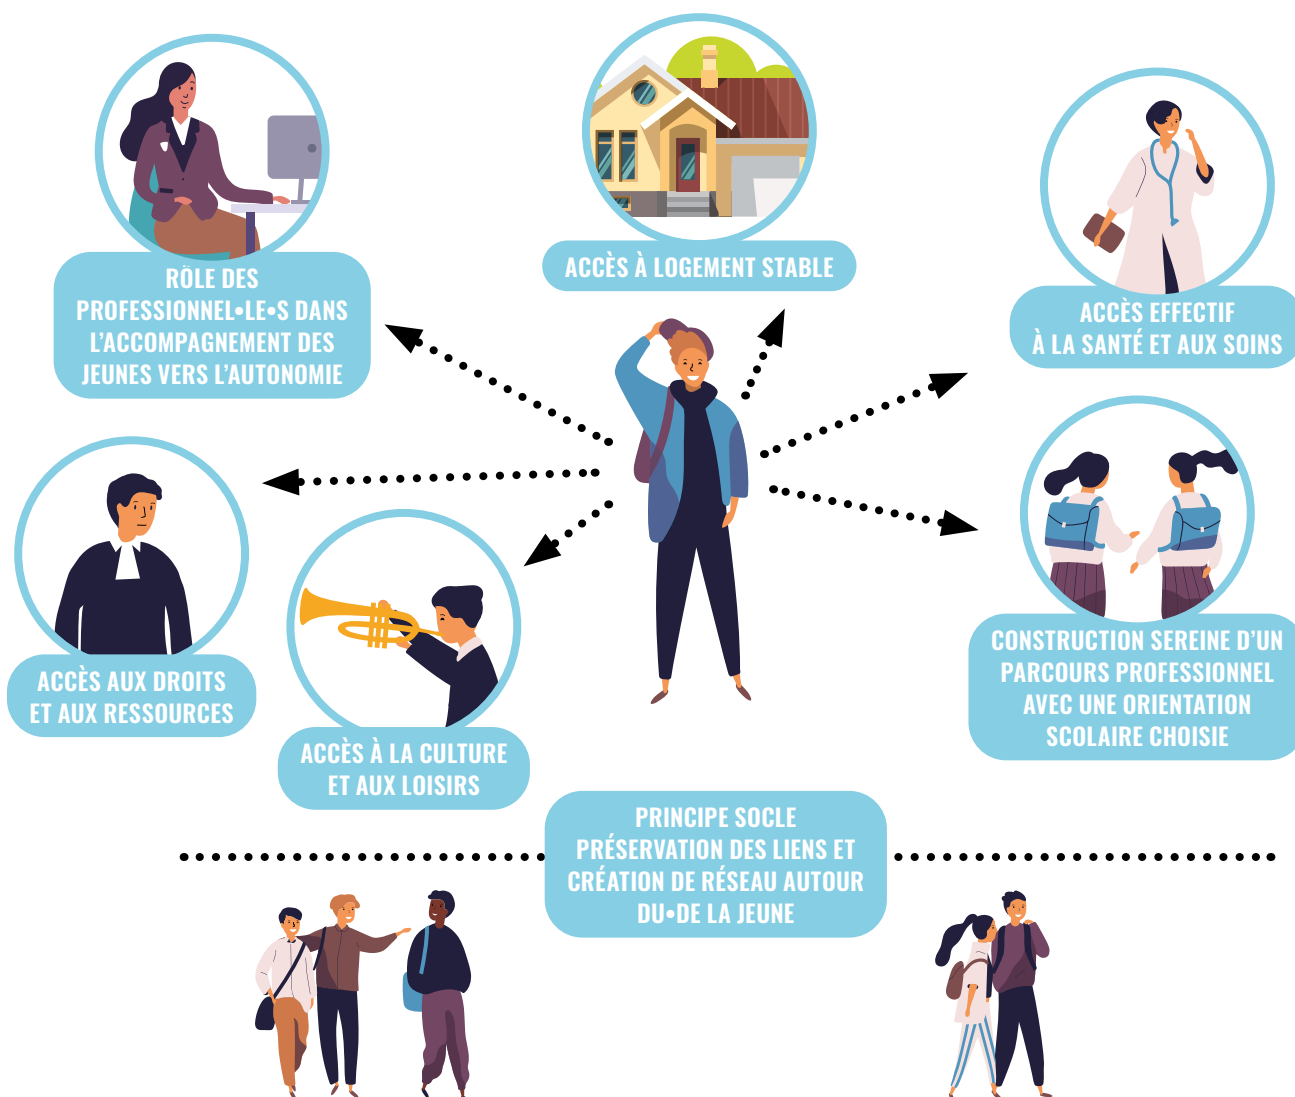 RÔLE DES
PROFESSIONNEL•LE•S DANS
L’ACCOMPAGNEMENT DES
JEUNES VERS L’AUTONOMIE
ACCÈS À LOGEMENT STABLE
ACCÈS EFFECTIF
À LA SANTÉ ET AUX SOINS
ACCÈS AUX DROITS
ET AUX RESSOURCES
ACCÈS À LA CULTURE
ET AUX LOISIRS
CONSTRUCTION SEREINE D’UN
PARCOURS PROFESSIONNEL
AVEC UNE ORIENTATION
SCOLAIRE CHOISIE
PRINCIPE SOCLE
PRÉSERVATION DES LIENS ET
CRÉATION DE RÉSEAU AUTOUR
DU•DE LA JEUNE